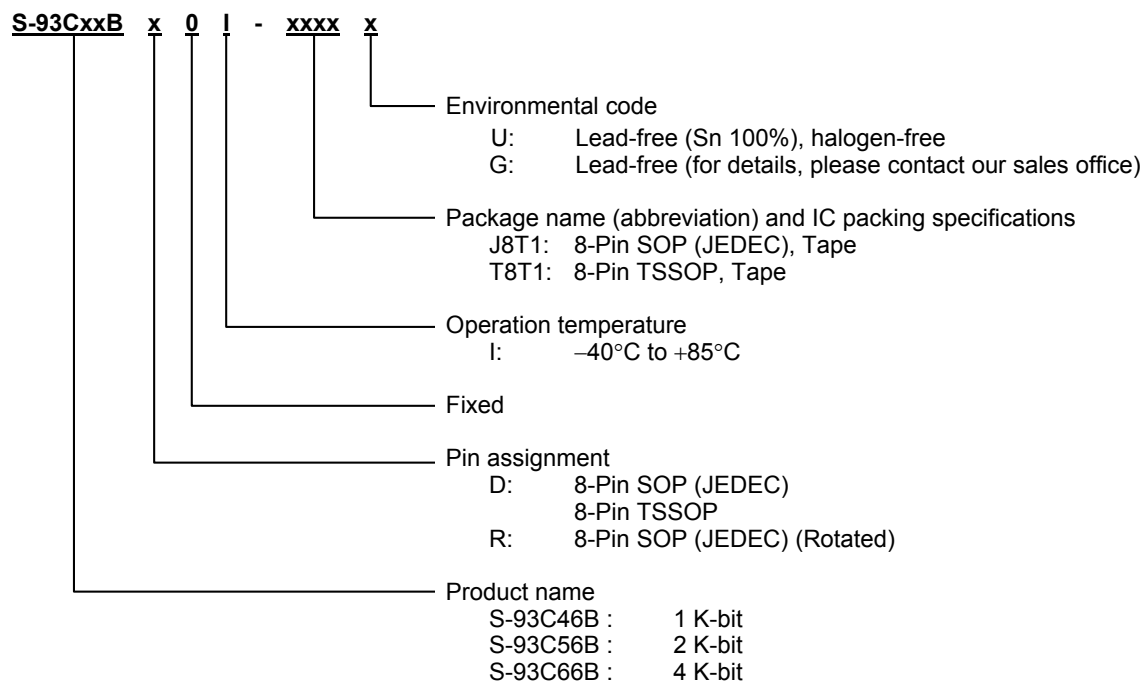 S-93CxxB x 0 I - xxxx x
Environmental code
U: Lead-free (Sn 100%), halogen-free
G: Lead-free (for details, please contact our sales office)
Package name (abbreviation) and IC packing specifications
J8T1: 8-Pin SOP (JEDEC), Tape
T8T1: 8-Pin TSSOP, Tape
Operation temperature
I: −40°C to +85°C
Fixed
Pin assignment
D: 8-Pin SOP (JEDEC)
8-Pin TSSOP
R: 8-Pin SOP (JEDEC) (Rotated)
Product name
S-93C46B : 1 K-bit
S-93C56B : 2 K-bit
S-93C66B : 4 K-bit